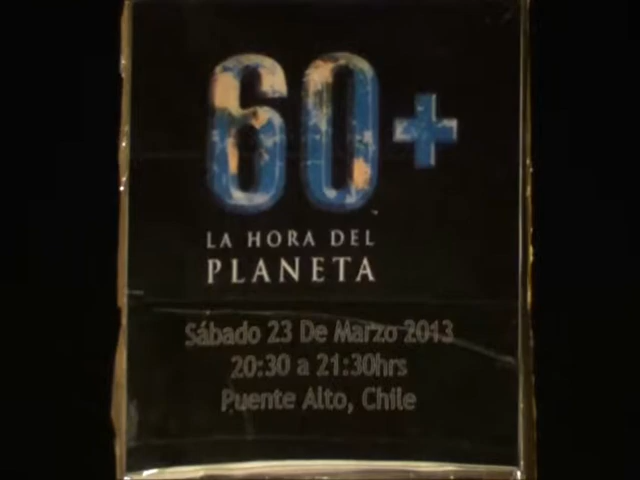 60+
LA HORA DEL
PLANETA
Sábado 23 De Marzo 2013
20:30 a 21:30hrs
Puente Alto, Chile